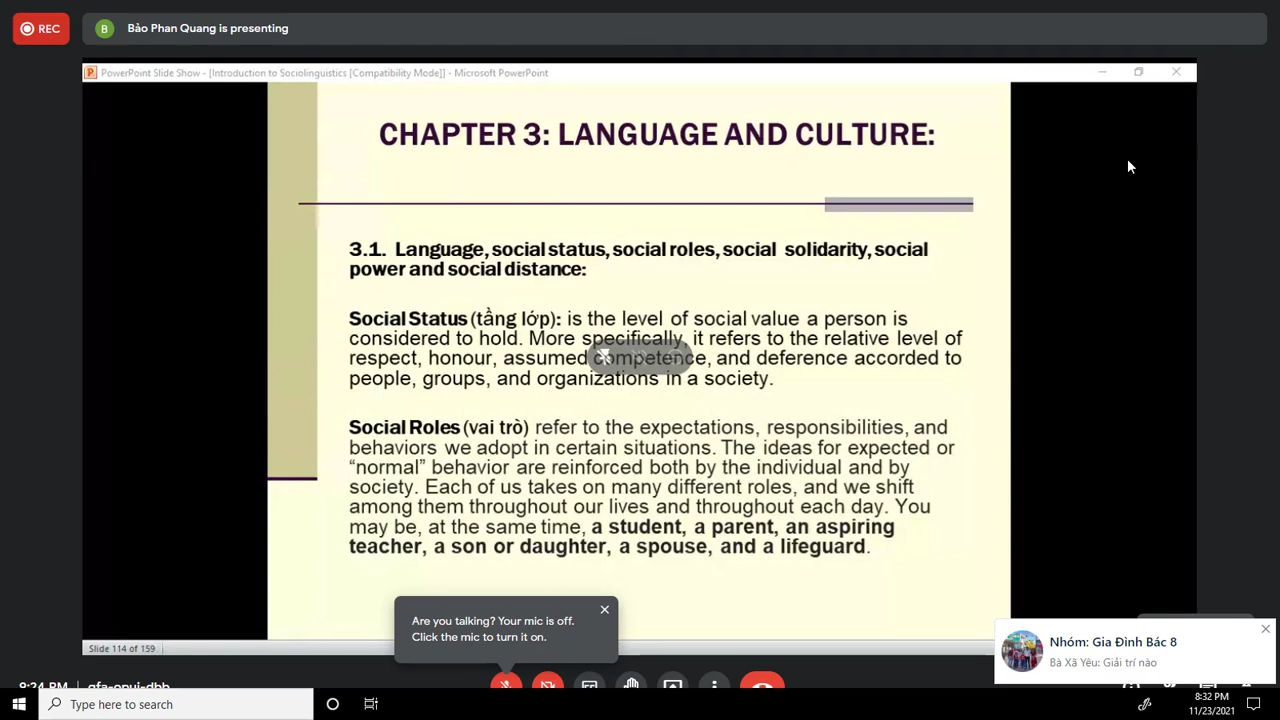 REC
B
Bảo Phan Quang is presenting
PowerPoint Slide Show - [Introduction to Sociolinguistics [Compatibility Mode]] - Microsoft PowerPoint
CHAPTER 3: LANGUAGE AND CULTURE:
3.1. Language, social status, social roles, social solidarity, social
power and social distance:
Social Status (tầng lớp): is the level of social value a person is
considered to hold. More specifically, it refers to the relative level of
respect, honour, assumed competence, and deference accorded to
people, groups, and organizations in a society.
Social Roles (vai trò) refer to the expectations, responsibilities, and
behaviors we adopt in certain situations. The ideas for expected or
“normal” behavior are reinforced both by the individual and by
society. Each of us takes on many different roles, and we shift
among them throughout our lives and throughout each day. You
may be, at the same time, a student, a parent, an aspiring
teacher, a son or daughter, a spouse, and a lifeguard.
Are you talking? Your mic is off.
Click the mic to turn it on.
Slide 114 of 159
Nhóm: Gia Đình Bác 8
Bà Xã Yêu: Giải trí nào
Type here to search
8:32 PM
11/23/2021